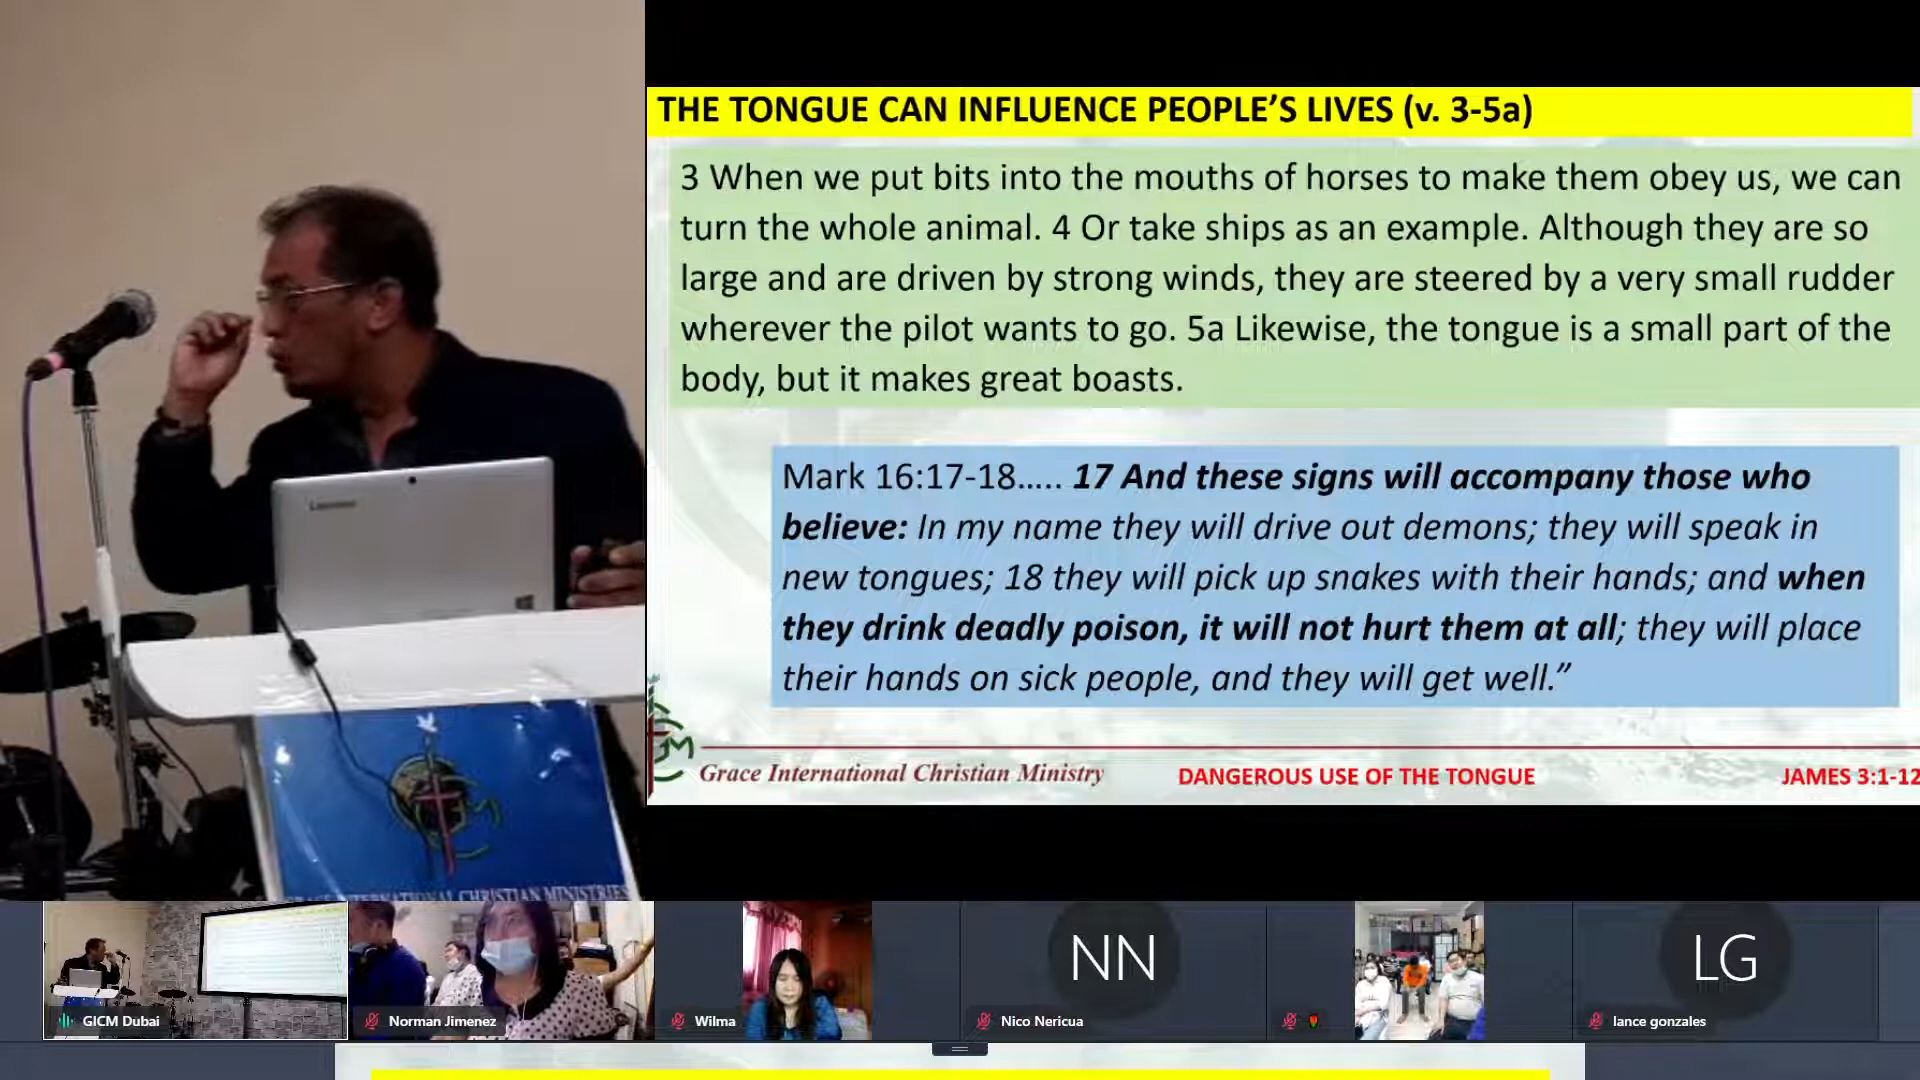 THE TONGUE CAN INFLUENCE PEOPLE'S LIVES (v. 3-5a)
3 When we put bits into the mouths of horses to make them obey us, we can
turn the whole animal. 4 Or take ships as an example. Although they are so
large and are driven by strong winds, they are steered by a very small rudder
wherever the pilot wants to go. 5a Likewise, the tongue is a small part of the
body, but it makes great boasts.
Mark 16:17-18..... 17 And these signs will accompany those who
believe: In my name they will drive out demons; they will speak in
new tongues; 18 they will pick up snakes with their hands; and when
they drink deadly poison, it will not hurt them at all; they will place
their hands on sick people, and they will get well.”
Grace International Christian Ministry
DANGEROUS USE OF THE TONGUE
JAMES 3:1-12
Lenovo
INTERNATIONAL CHRISTIAN MINISTRIES
NN
LG
GICM Dubai
Norman Jimenez
Wilma
Nico Nericua
lance gonzales